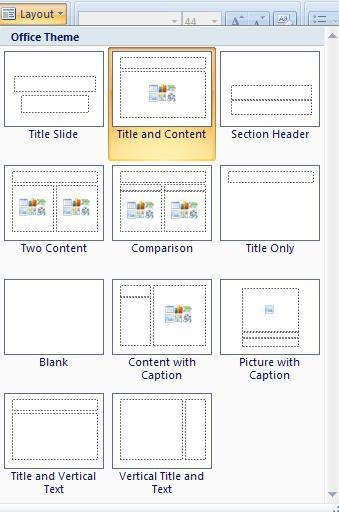 Layout
44
Aa
Office Theme
Title Slide
Title and Content
Section Header
Two Content
Comparison
Title Only
Blank
Content with
Caption
Picture with
Caption
Title and Vertical
Text
Vertical Title and
Text